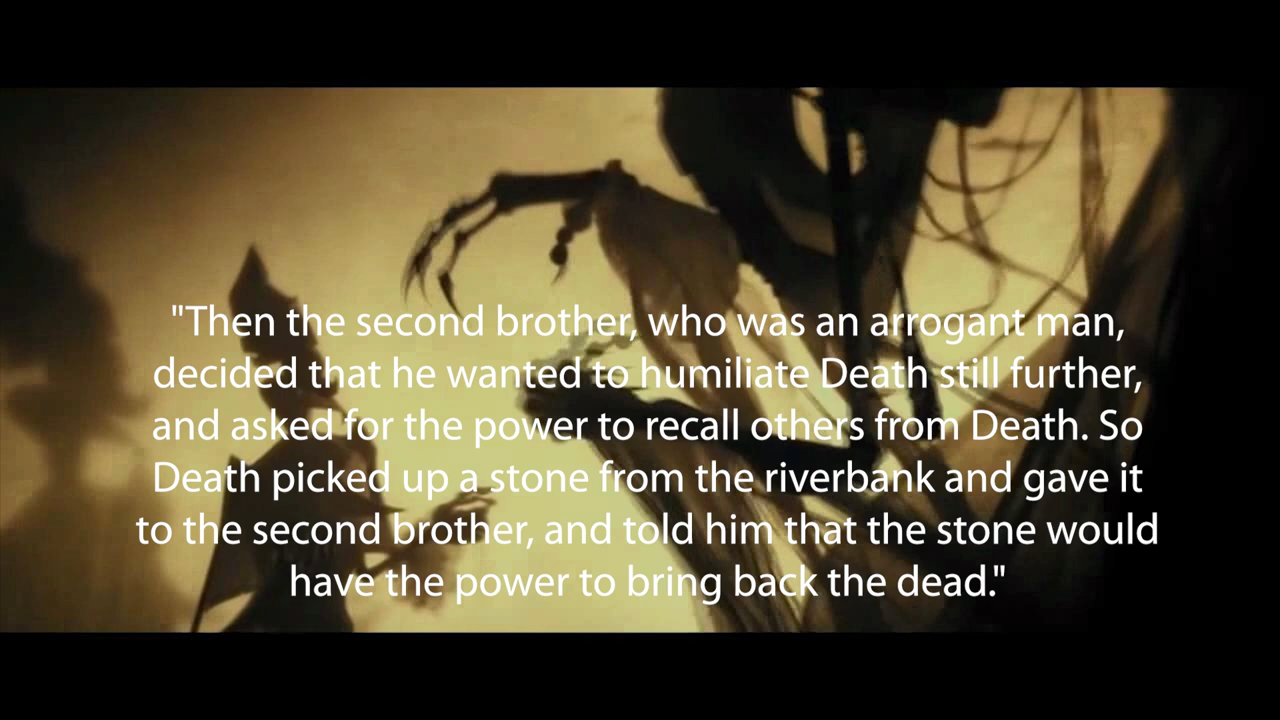 "Then the second brother, who was an arrogant man,
decided that he wanted to humiliate Death still further,
and asked for the power to recall others from Death. So
Death picked up a stone from the riverbank and gave it
to the second brother, and told him that the stone would
have the power to bring back the dead."